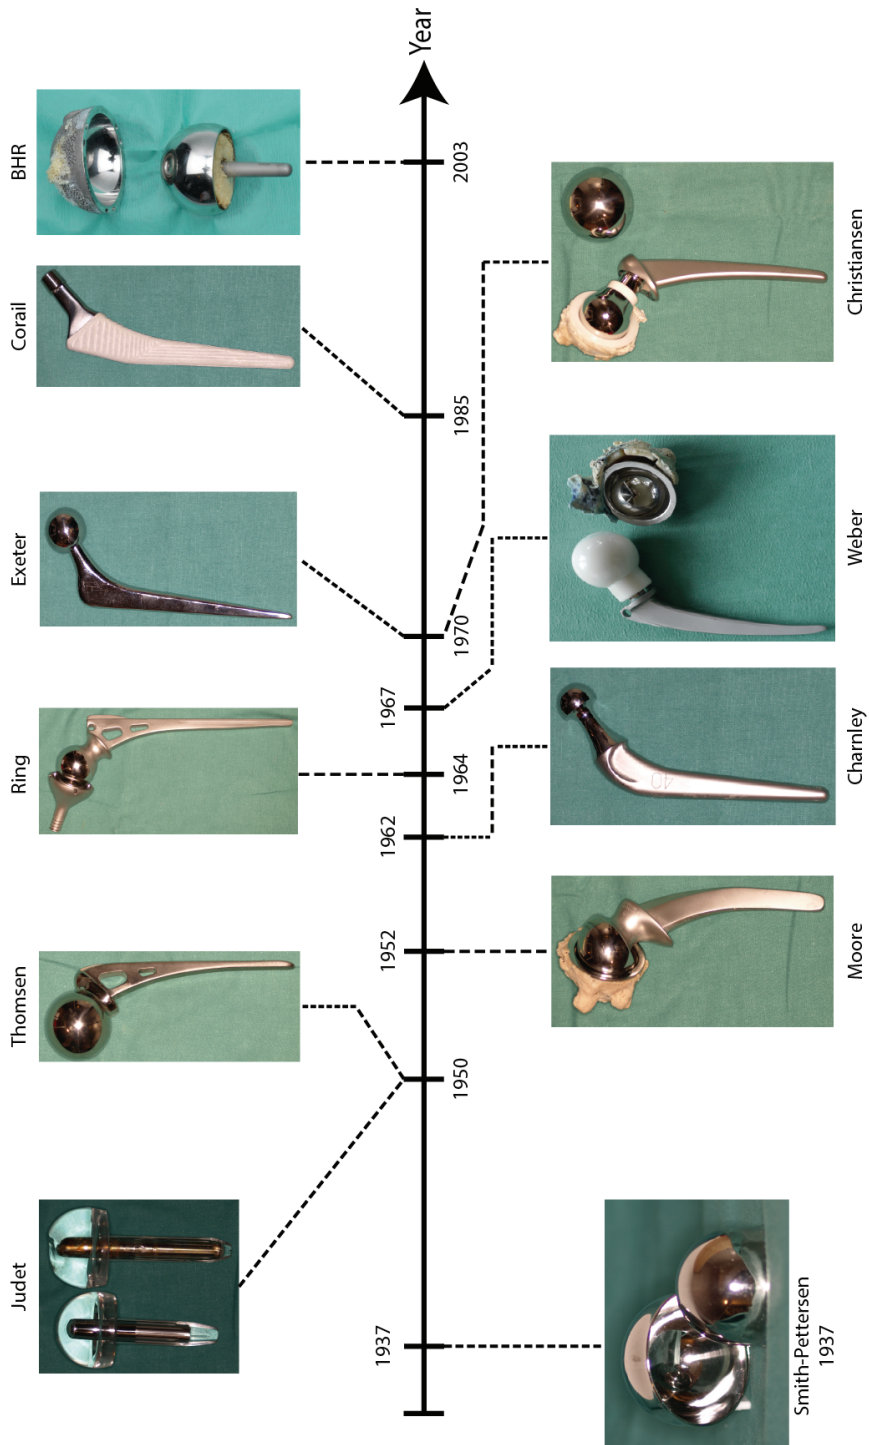 Judet
Thomsen
Ring
Exeter
Corail
BHR
1937
1950
1952
1962
1964
1967
1970
1985
2003
Year
Smith-Pettersen
1937
Moore
Charnley
Weber
Christiansen